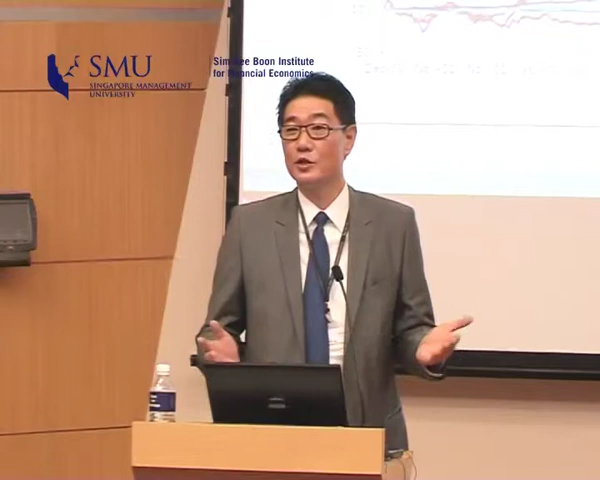 SMU
SINGAPORE MANAGEMENT
UNIVERSITY
Sim Kee Boon Institute
for Financial Economics